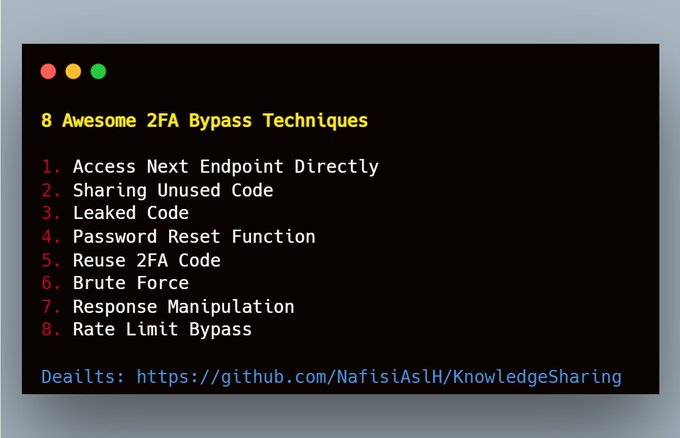 8 Awesome 2FA Bypass Techniques
1. Access Next Endpoint Directly
2. Sharing Unused Code
3. Leaked Code
4. Password Reset Function
5. Reuse 2FA Code
6. Brute Force
7. Response Manipulation
8. Rate Limit Bypass
Deailts: https://github.com/NafisiAslH/KnowledgeSharing